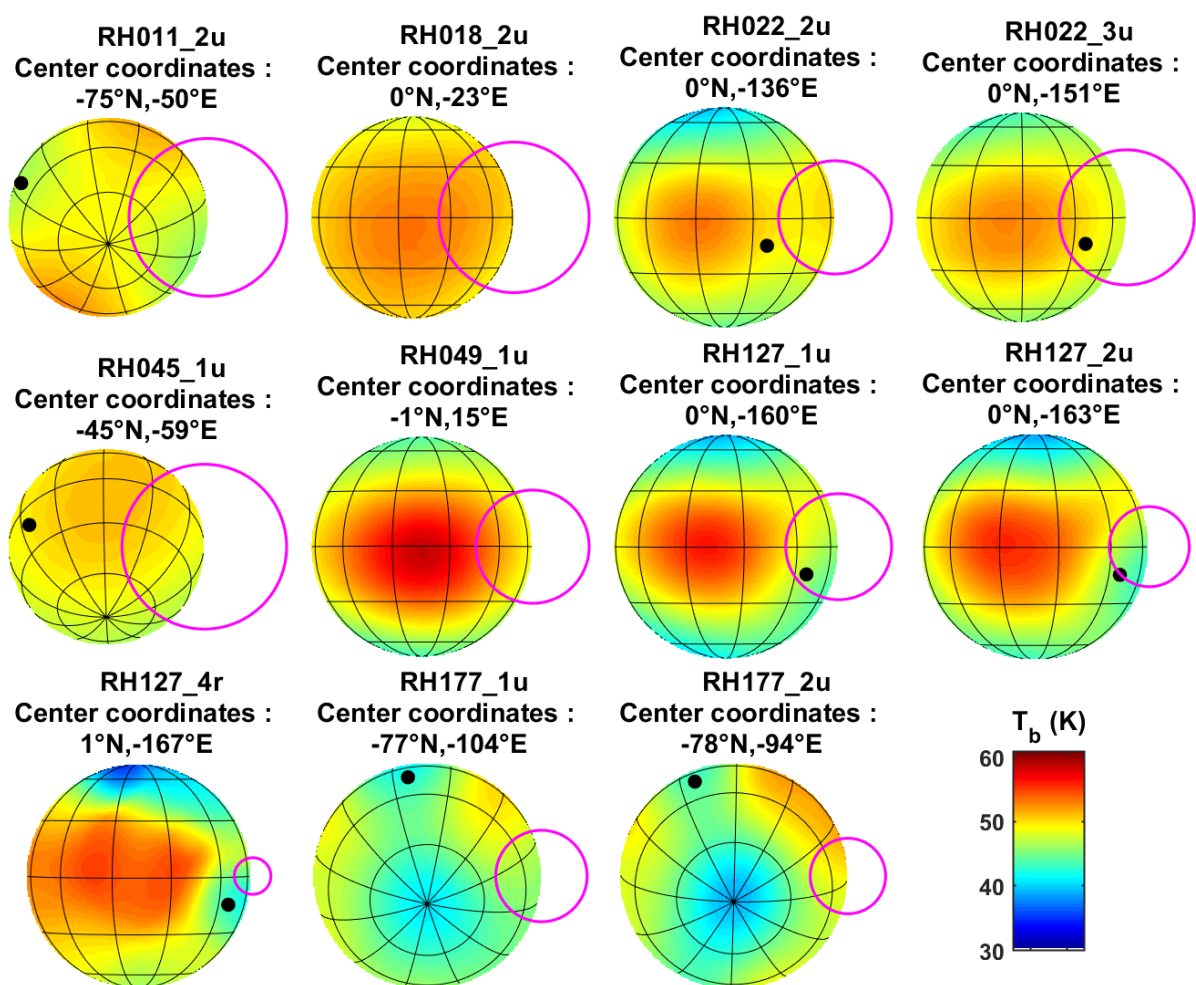 RH011_2u
Center coordinates :
-75°N,-50°E
RH018_2u
Center coordinates :
0°N,-23°E
RH022_2u
Center coordinates :
0°N,-136°E
RH022_3u
Center coordinates :
0°N,-151°E
RH045_1u
Center coordinates :
-45°N,-59°E
RH049_1u
Center coordinates :
-1°N,15°E
RH127_1u
Center coordinates :
0°N,-160°E
RH127_2u
Center coordinates :
0°N,-163°E
RH127_4r
Center coordinates :
1°N,-167°E
RH177_1u
Center coordinates :
-77°N,-104°E
RH177_2u
Center coordinates :
-78°N,-94°E
T_b (K)
60
50
40
30